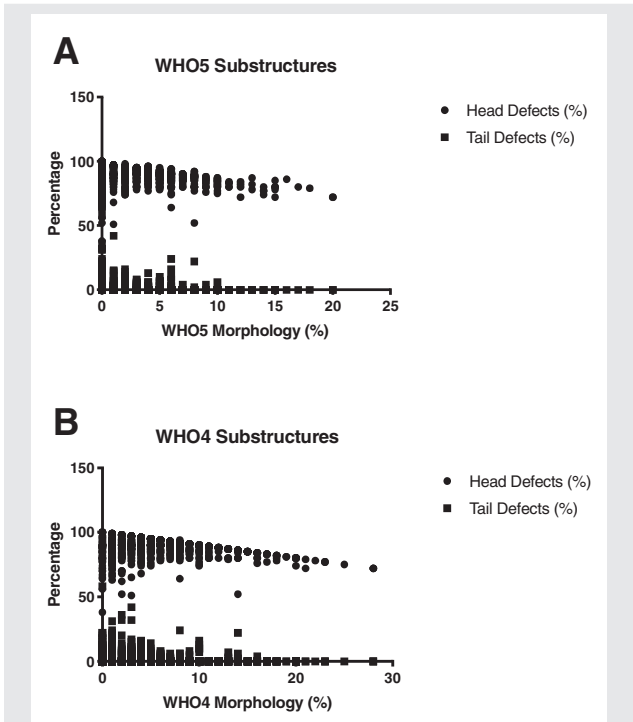 A
WHO5 Substructures
150
100
50
0
Percentage
0 5 10 15 20 25
WHO5 Morphology (%)
Head Defects (%)
Tail Defects (%)
B
WHO4 Substructures
150
100
50
0
Percentage
0 10 20 30
WHO4 Morphology (%)
Head Defects (%)
Tail Defects (%)